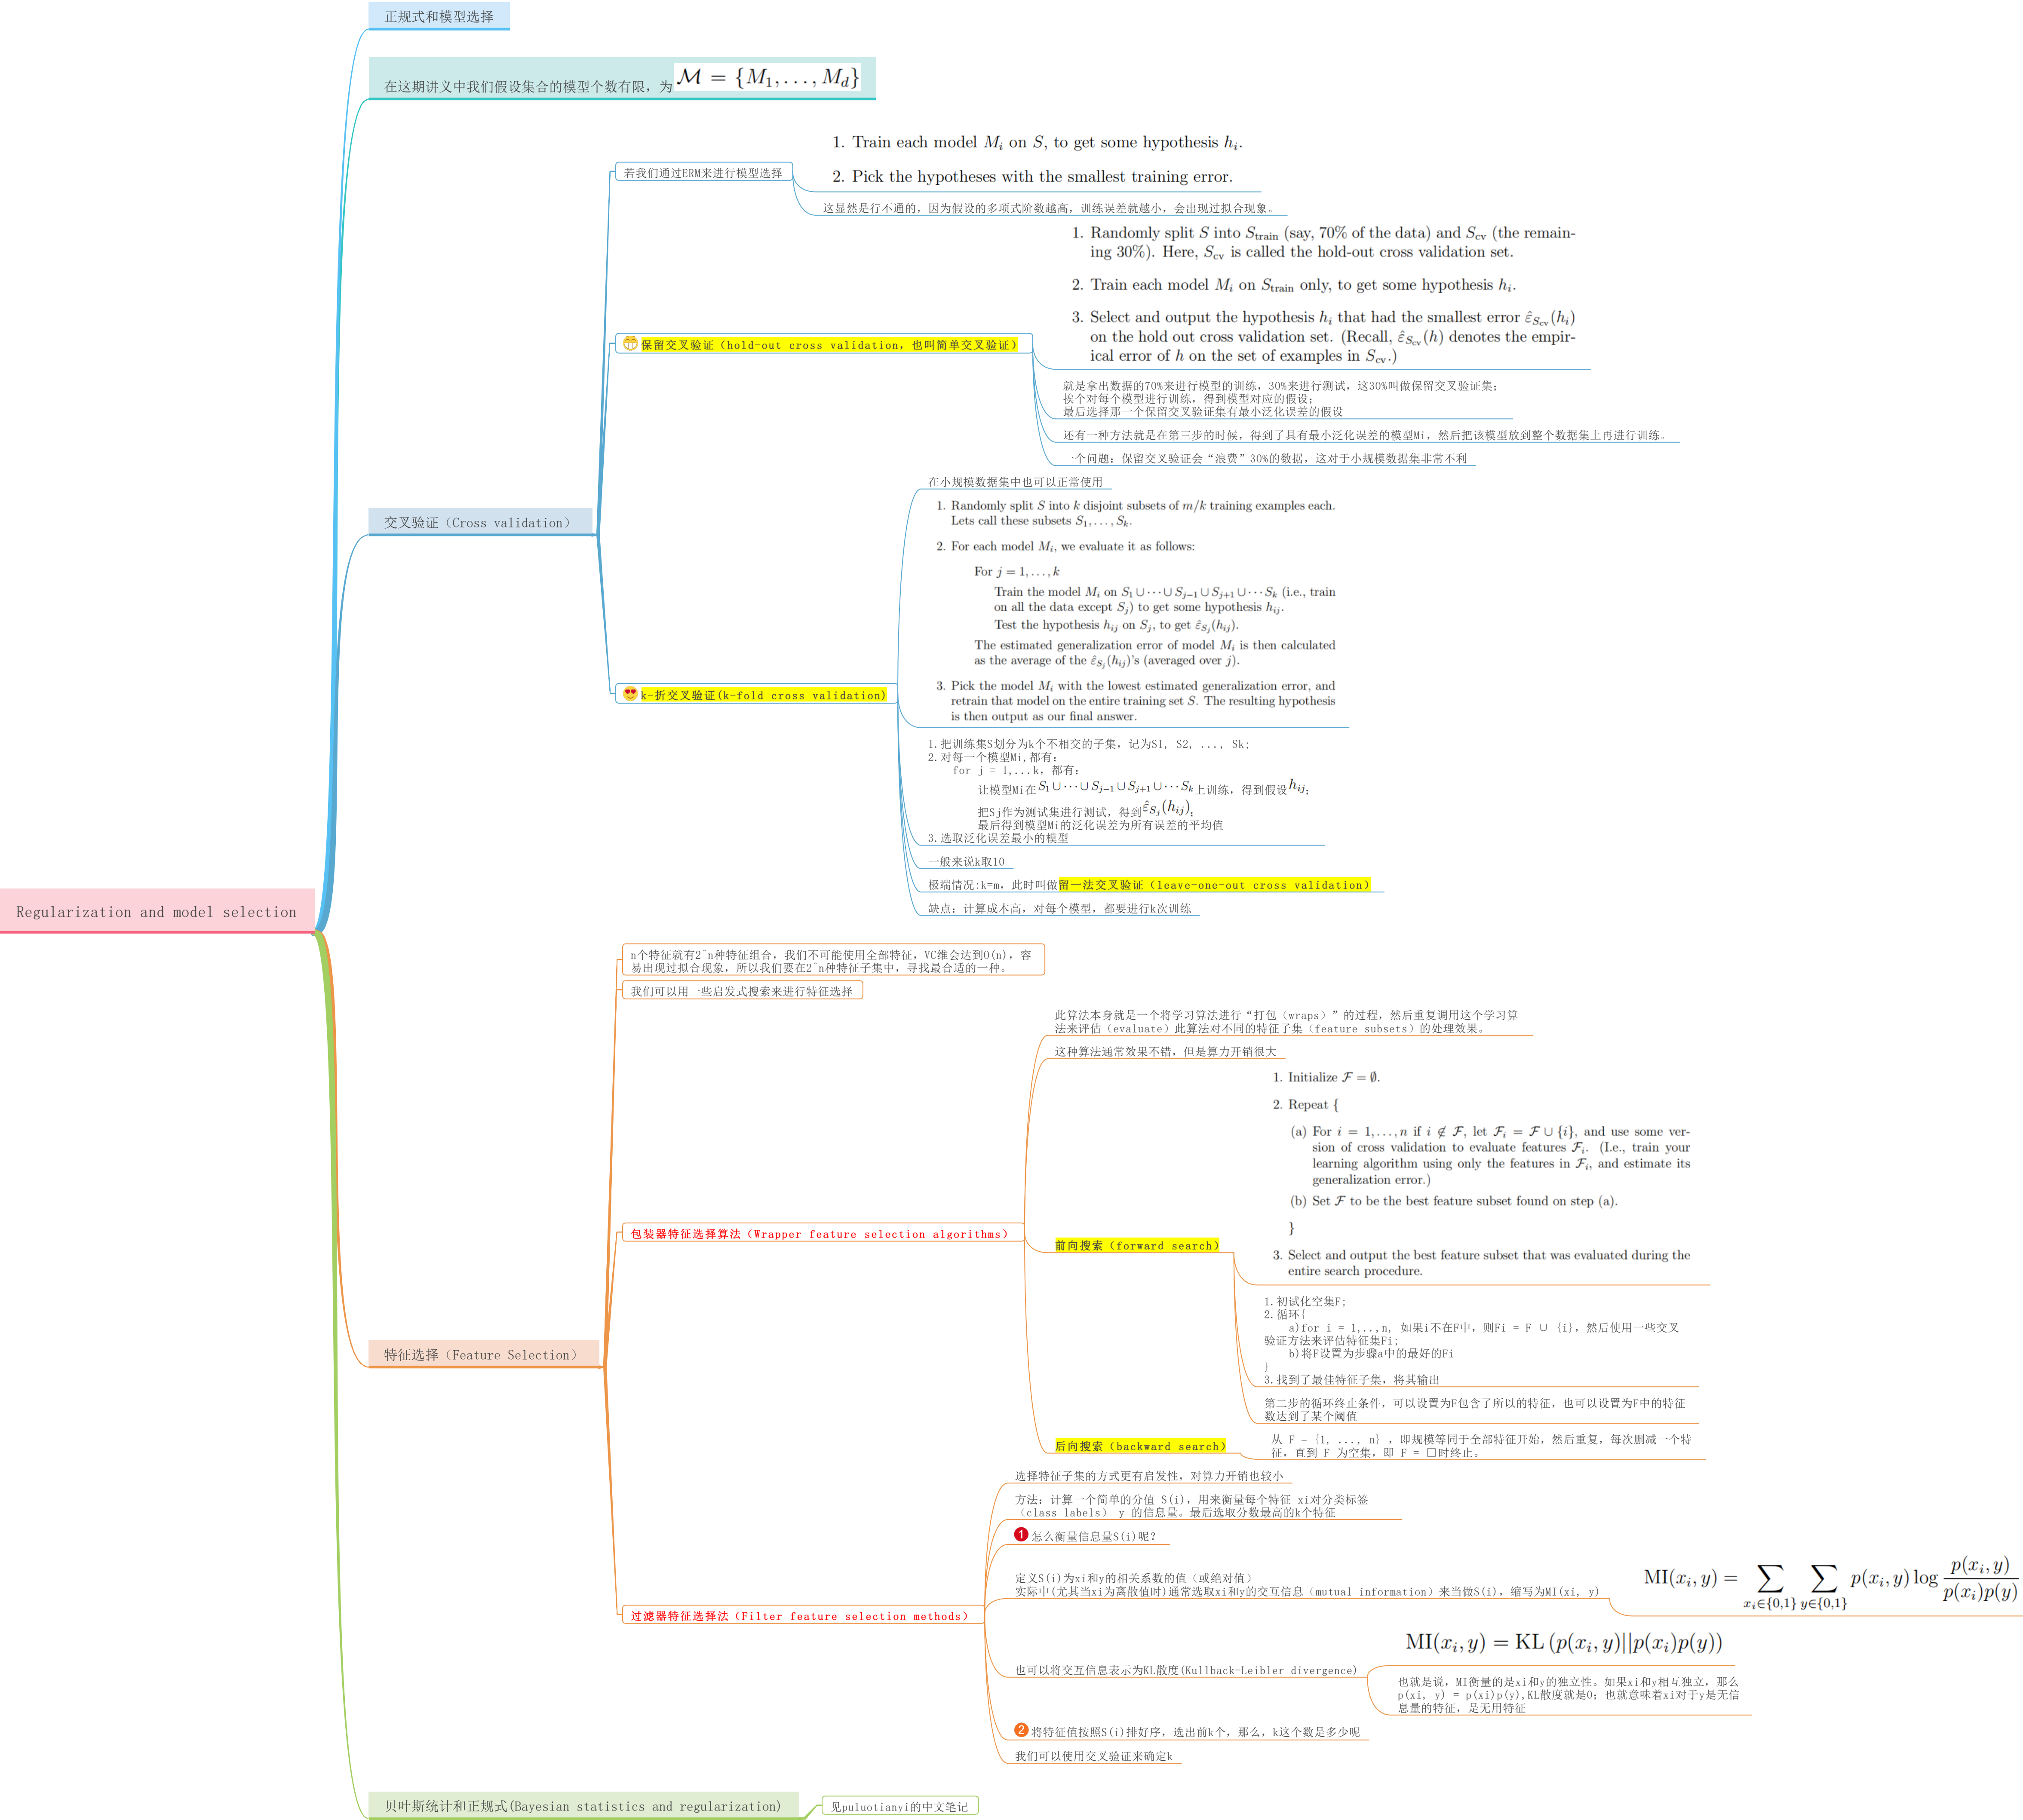 正规式和模型选择
在这期讲义中我们假设集合的模型个数有限，为 ℳ = {M₁, . . . , M_d}
Regularization and model selection
交叉验证（Cross validation）
若我们通过ERM来进行模型选择
1. Train each model M_i on S, to get some hypothesis h_i.
2. Pick the hypotheses with the smallest training error.
这显然是行不通的，因为假设的多项式阶数越高，训练误差就越小，会出现过拟合现象。
保留交叉验证（hold-out cross validation，也叫简单交叉验证）
1. Randomly split S into S_train (say, 70% of the data) and S_cv (the remain-
ing 30%). Here, S_cv is called the hold-out cross validation set.
2. Train each model M_i on S_train only, to get some hypothesis h_i.
3. Select and output the hypothesis h_i that had the smallest error ε̂_{S_cv}(h_i)
on the hold out cross validation set. (Recall, ε̂_{S_cv}(h) denotes the empir-
ical error of h on the set of examples in S_cv.)
就是拿出数据的70%来进行模型的训练，30%来进行测试，这30%叫做保留交叉验证集；
挨个对每个模型进行训练，得到模型对应的假设；
最后选择那一个保留交叉验证集有最小泛化误差的假设
还有一种方法就是在第三步的时候，得到了具有最小泛化误差的模型Mi，然后把该模型放到整个数据集上再进行训练。
一个问题：保留交叉验证会“浪费”30%的数据，这对于小规模数据集非常不利
k-折交叉验证(k-fold cross validation)
在小规模数据集中也可以正常使用
1. Randomly split S into k disjoint subsets of m/k training examples each.
Lets call these subsets S₁, . . . , S_k.
2. For each model M_i, we evaluate it as follows:
For j = 1, . . . , k
Train the model M_i on S₁ ∪ · · · ∪ S_{j−1} ∪ S_{j+1} ∪ · · · S_k (i.e., train
on all the data except S_j) to get some hypothesis h_{ij}.
Test the hypothesis h_{ij} on S_j, to get ε̂_{S_j}(h_{ij}).
The estimated generalization error of model M_i is then calculated
as the average of the ε̂_{S_j}(h_{ij})'s (averaged over j).
3. Pick the model M_i with the lowest estimated generalization error, and
retrain that model on the entire training set S. The resulting hypothesis
is then output as our final answer.
1.把训练集S划分为k个不相交的子集，记为S1, S2, ..., Sk;
2.对每一个模型Mi,都有：
for j = 1,...k，都有：
让模型Mi在 S₁ ∪ · · · ∪ S_{j−1} ∪ S_{j+1} ∪ · · · S_k 上训练，得到假设 h_{ij};
把Sj作为测试集进行测试，得到 ε̂_{S_j}(h_{ij});
最后得到模型Mi的泛化误差为所有误差的平均值
3.选取泛化误差最小的模型
一般来说k取10
极端情况:k=m，此时叫做留一法交叉验证（leave-one-out cross validation）
缺点：计算成本高，对每个模型，都要进行k次训练
特征选择（Feature Selection）
n个特征就有2^n种特征组合，我们不可能使用全部特征，VC维会达到O(n)，容
易出现过拟合现象，所以我们要在2^n种特征子集中，寻找最合适的一种。
我们可以用一些启发式搜索来进行特征选择
包装器特征选择算法（Wrapper feature selection algorithms）
此算法本身就是一个将学习算法进行“打包（wraps）”的过程，然后重复调用这个学习算
法来评估（evaluate）此算法对不同的特征子集（feature subsets）的处理效果。
这种算法通常效果不错，但是算力开销很大
前向搜索（forward search）
1. Initialize ℱ = ∅.
2. Repeat {
(a) For i = 1, . . . , n if i ∉ ℱ, let ℱ_i = ℱ ∪ {i}, and use some ver-
sion of cross validation to evaluate features ℱ_i. (I.e., train your
learning algorithm using only the features in ℱ_i, and estimate its
generalization error.)
(b) Set ℱ to be the best feature subset found on step (a).
}
3. Select and output the best feature subset that was evaluated during the
entire search procedure.
1.初试化空集F;
2.循环{
a)for i = 1,..,n, 如果i不在F中，则Fi = F ∪ {i}，然后使用一些交叉
验证方法来评估特征集Fi;
b)将F设置为步骤a中的最好的Fi
}
3.找到了最佳特征子集，将其输出
第二步的循环终止条件，可以设置为F包含了所以的特征，也可以设置为F中的特征
数达到了某个阈值
后向搜索（backward search）
从 F = {1, ..., n} ，即规模等同于全部特征开始，然后重复，每次删减一个特
征，直到 F 为空集，即 F = □时终止。
过滤器特征选择法（Filter feature selection methods）
选择特征子集的方式更有启发性，对算力开销也较小
方法：计算一个简单的分值 S(i)，用来衡量每个特征 xi对分类标签
（class labels） y 的信息量。最后选取分数最高的k个特征
1 怎么衡量信息量S(i)呢？
定义S(i)为xi和y的相关系数的值（或绝对值）
实际中(尤其当xi为离散值时)通常选取xi和y的交互信息（mutual information）来当做S(i)，缩写为MI(xi, y)
MI(x_i, y) = ∑_{x_i∈{0,1}} ∑_{y∈{0,1}} p(x_i, y) log p(x_i, y) / p(x_i)p(y)
也可以将交互信息表示为KL散度(Kullback-Leibler divergence)
MI(x_i, y) = KL (p(x_i, y)||p(x_i)p(y))
也就是说，MI衡量的是xi和y的独立性。如果xi和y相互独立，那么
p(xi, y) = p(xi)p(y),KL散度就是0；也就意味着xi对于y是无信
息量的特征，是无用特征
2 将特征值按照S(i)排好序，选出前k个，那么，k这个数是多少呢
我们可以使用交叉验证来确定k
贝叶斯统计和正规式(Bayesian statistics and regularization)
见puluotianyi的中文笔记